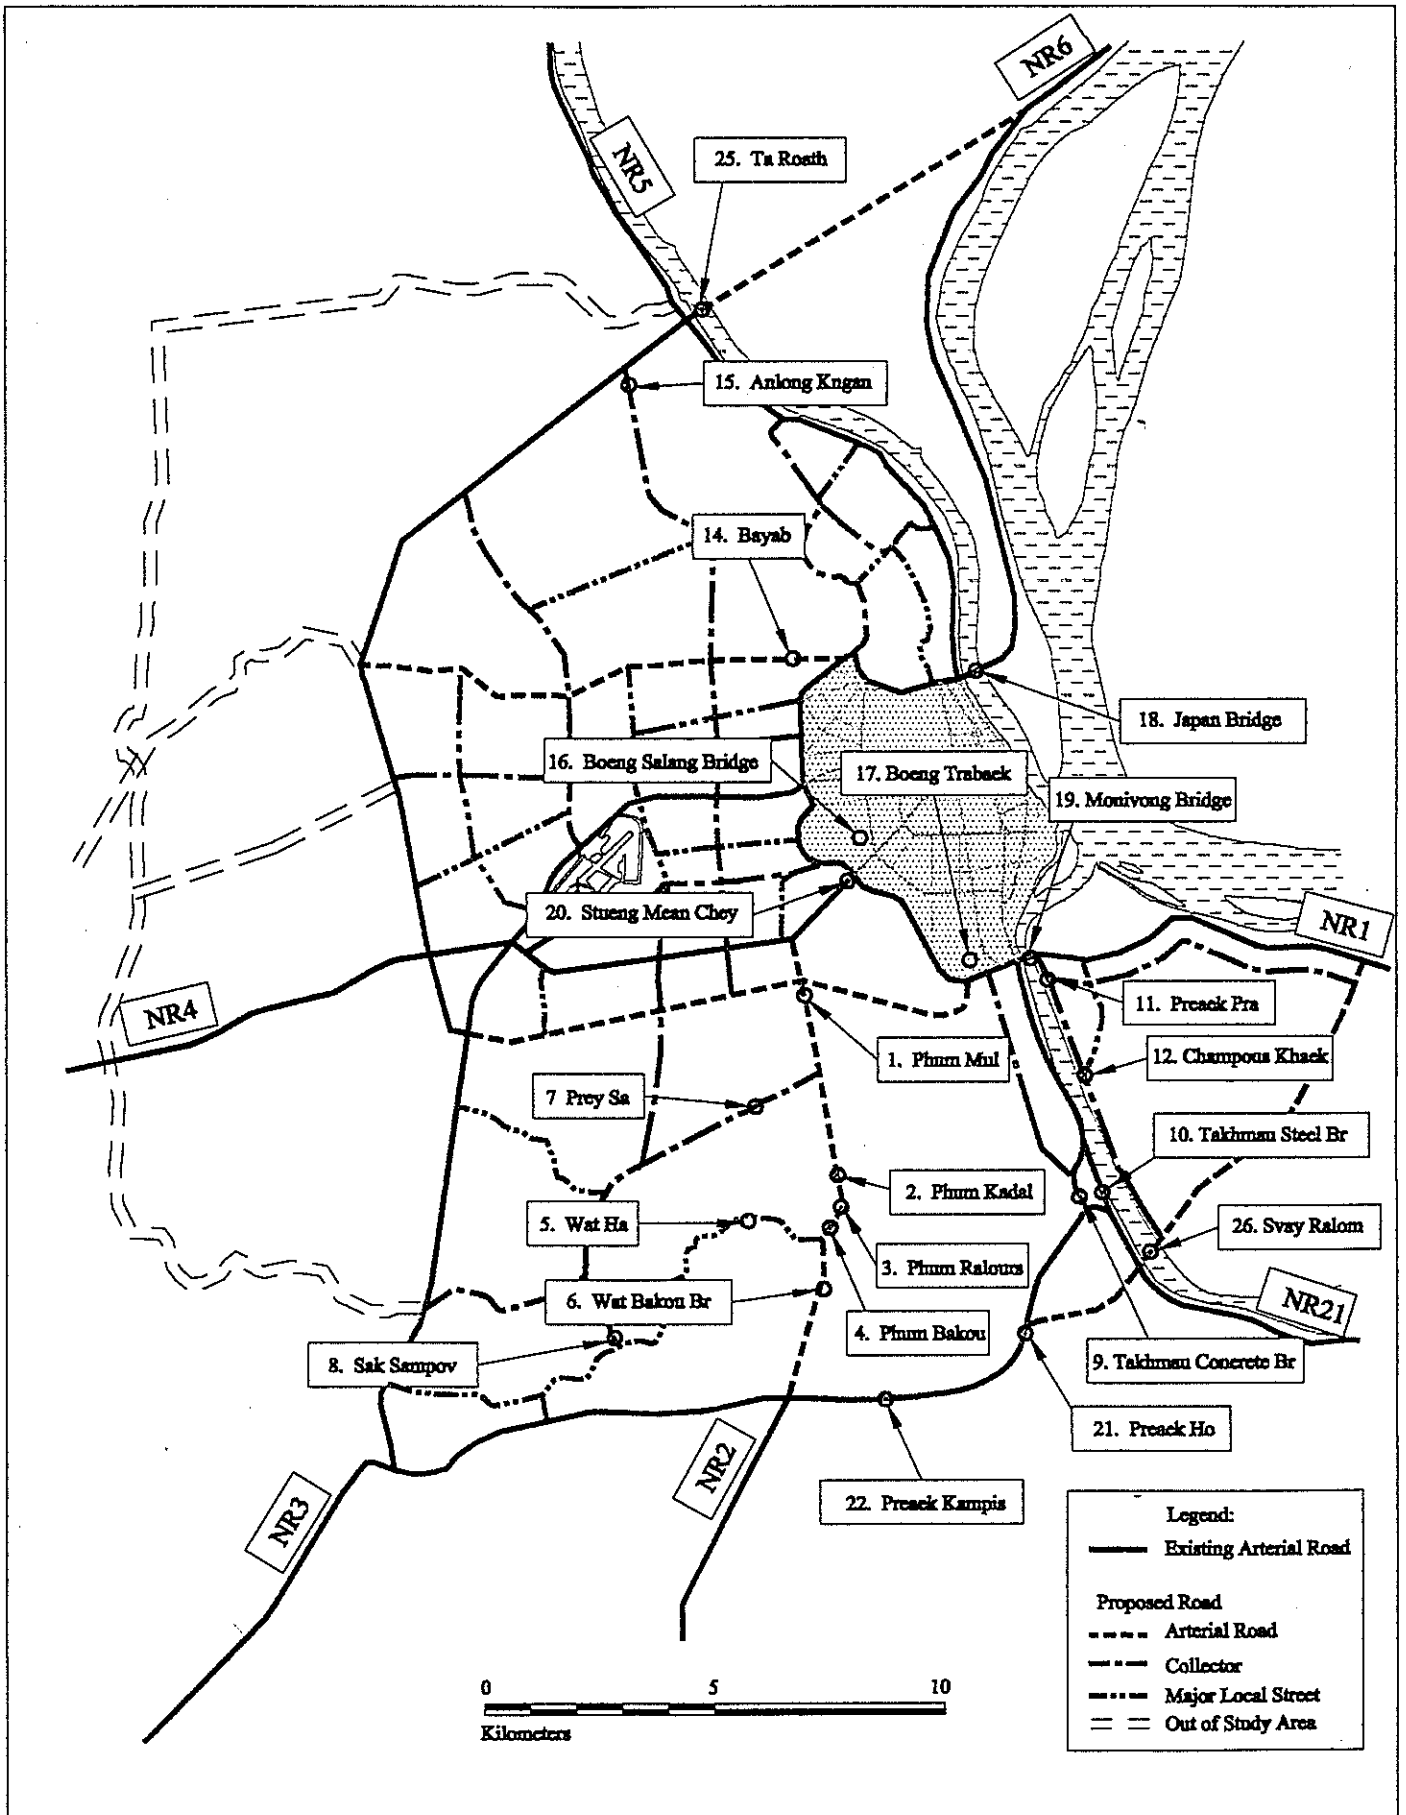 NR6
NR5
25. Ta Roath
15. Anlong Kngan
14. Bayab
18. Japan Bridge
16. Boeng Salang Bridge
17. Boeng Trabaek
19. Monivong Bridge
20. Stueng Mean Chey
NR1
NR4
11. Preaek Pra
1. Phum Mul
12. Champous Khaek
7 Prey Sa
10. Takhmau Steel Br
2. Phum Kadal
5. Wat Ha
26. Svay Ralom
3. Phum Ralours
6. Wat Bakou Br
NR21
4. Phum Bakou
8. Sak Sampov
9. Takhmau Conerete Br
21. Preaek Ho
NR2
22. Preaek Kampis
NR3
Legend:
Existing Arterial Road
Proposed Road
Arterial Road
Collector
Major Local Street
Out of Study Area
0 5 10
Kilometers